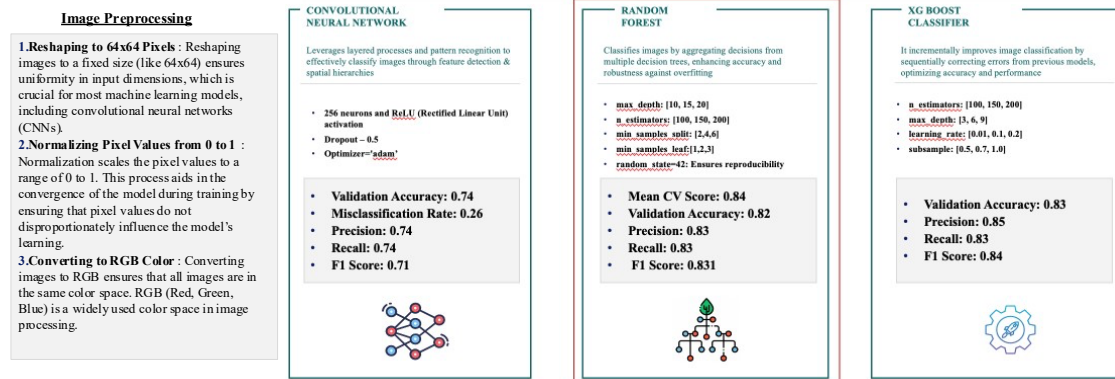 Image Preprocessing
1.Reshaping to 64x64 Pixels : Reshaping
images to a fixed size (like 64x64) ensures
uniformity in input dimensions, which is
crucial for most machine learning models,
including convolutional neural networks
(CNNs).
2.Normalizing Pixel Values from 0 to 1 :
Normalization scales the pixel values to a
range of 0 to 1. This process aids in the
convergence of the model during training by
ensuring that pixel values do not
disproportionately influence the model's
learning.
3.Converting to RGB Color : Converting
images to RGB ensures that all images are in
the same color space. RGB (Red, Green,
Blue) is a widely used color space in image
processing.
CONVOLUTIONAL
NEURAL NETWORK
Leverages layered processes and pattern recognition to
effectively classify images through feature detection &
spatial hierarchies
• 256 neurons and ReLU (Rectified Linear Unit)
activation
• Dropout – 0.5
• Optimizer='adam'
• Validation Accuracy: 0.74
• Misclassification Rate: 0.26
• Precision: 0.74
• Recall: 0.74
• F1 Score: 0.71
RANDOM
FOREST
Classifies images by aggregating decisions from
multiple decision trees, enhancing accuracy and
robustness against overfitting
• max_depth: [10, 15, 20]
• n_estimators: [100, 150, 200]
• min_samples_split: [2,4,6]
• min_samples_leaf:[1,2,3]
• random_state=42: Ensures reproducibility
• Mean CV Score: 0.84
• Validation Accuracy: 0.82
• Precision: 0.83
• Recall: 0.83
• F1 Score: 0.831
XG BOOST
CLASSIFIER
It incrementally improves image classification by
sequentially correcting errors from previous models,
optimizing accuracy and performance
• n_estimators: [100, 150, 200]
• max_depth: [3, 6, 9]
• learning_rate: [0.01, 0.1, 0.2]
• subsample: [0.5, 0.7, 1.0]
• Validation Accuracy: 0.83
• Precision: 0.85
• Recall: 0.83
• F1 Score: 0.84